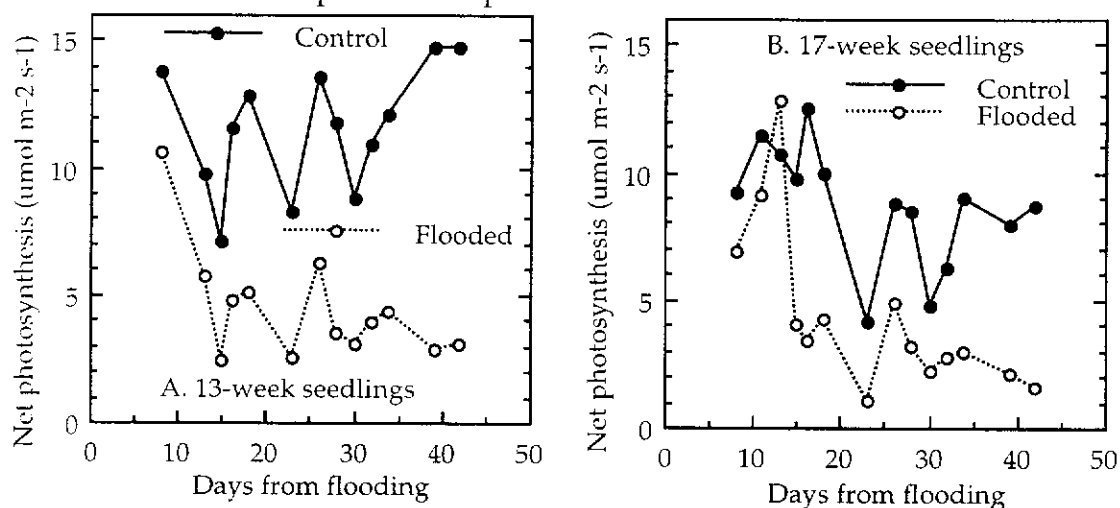 Control
Flooded
A. 13-week seedlings
15
10
5
0
0 10 20 30 40 50
Net photosynthesis (umol m-2 s-1)
Days from flooding
B. 17-week seedlings
Control
Flooded
15
10
5
0
0 10 20 30 40 50
Net photosynthesis (umol m-2 s-1)
Days from flooding